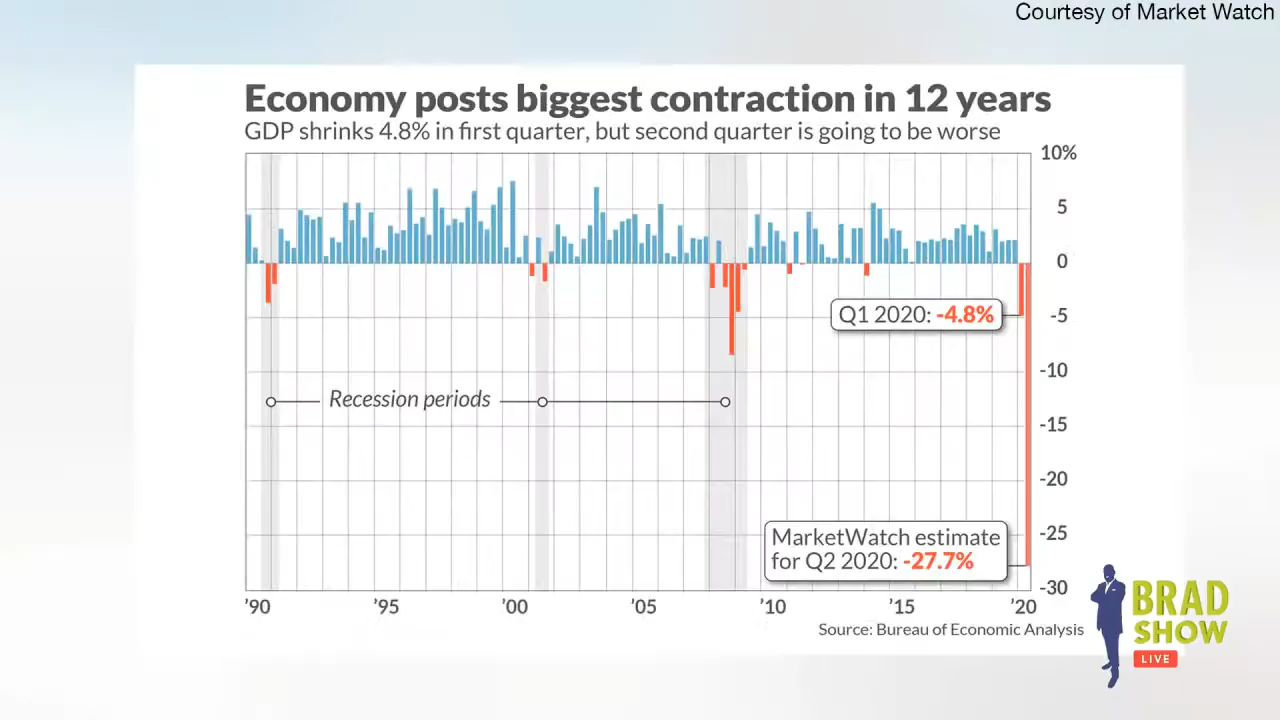 Courtesy of Market Watch
Economy posts biggest contraction in 12 years
GDP shrinks 4.8% in first quarter, but second quarter is going to be worse
10%
5
0
Q1 2020: -4.8%
-5
-10
Recession periods
-15
-20
MarketWatch estimate
for Q2 2020: -27.7%
-25
-30
’90 ’95 ’00 ’05 ’10 ’15 ’20
Source: Bureau of Economic Analysis
BRAD
SHOW
LIVE